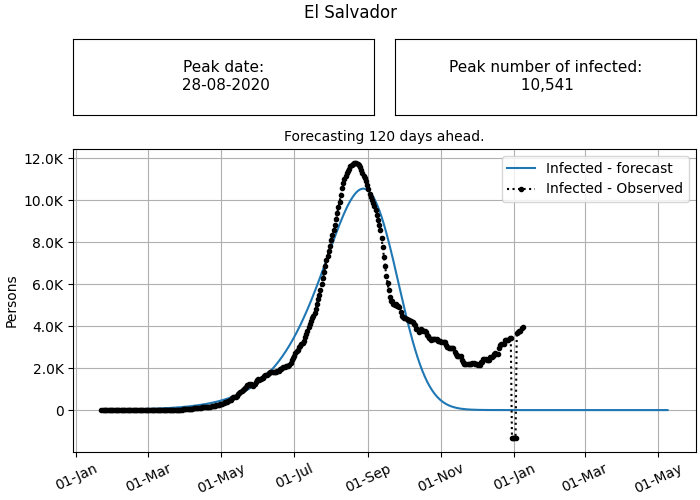 El Salvador
Peak date:
28-08-2020
Peak number of infected:
10,541
Forecasting 120 days ahead.
12.0K
10.0K
8.0K
6.0K
4.0K
2.0K
0
Persons
Infected - forecast
Infected - Observed
01-Jan
01-Mar
01-May
01-Jul
01-Sep
01-Nov
01-Jan
01-Mar
01-May